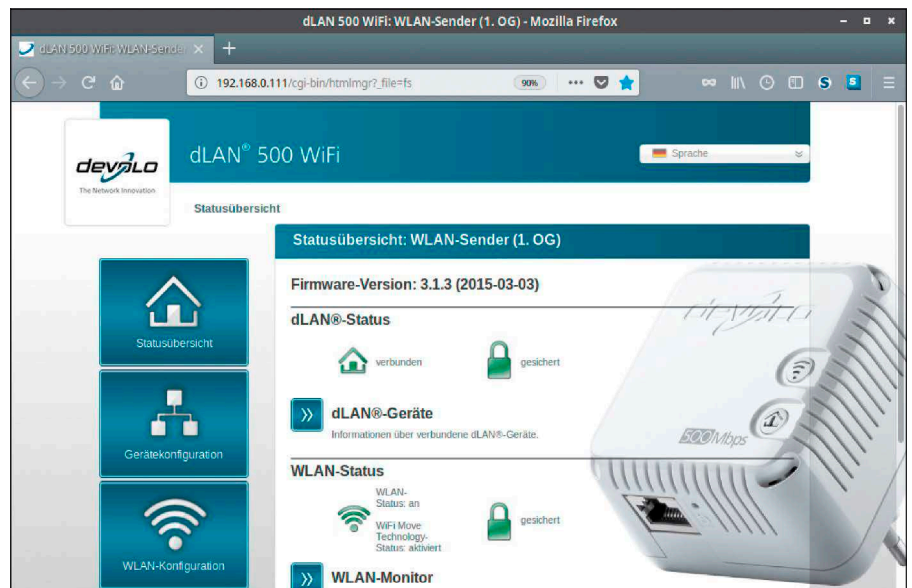 dLAN 500 WiFi: WLAN-Sender (1. OG) - Mozilla Firefox
dLAN 500 WiFi: WLAN-Sender
192.168.0.111/cgi-bin/htmlmgr?_file=fs
90%
devolo
The Network Innovation
dLAN® 500 WiFi
Sprache
Statusübersicht
Statusübersicht: WLAN-Sender (1. OG)
Firmware-Version: 3.1.3 (2015-03-03)
dLAN®-Status
verbunden
gesichert
dLAN®-Geräte
Informationen über verbundene dLAN®-Geräte.
WLAN-Status
WLAN-
Status: an
WiFi Move
Technology-
Status: aktiviert
gesichert
WLAN-Monitor
Statusübersicht
Gerätekonfiguration
WLAN-Konfiguration
devolo
500Mbps